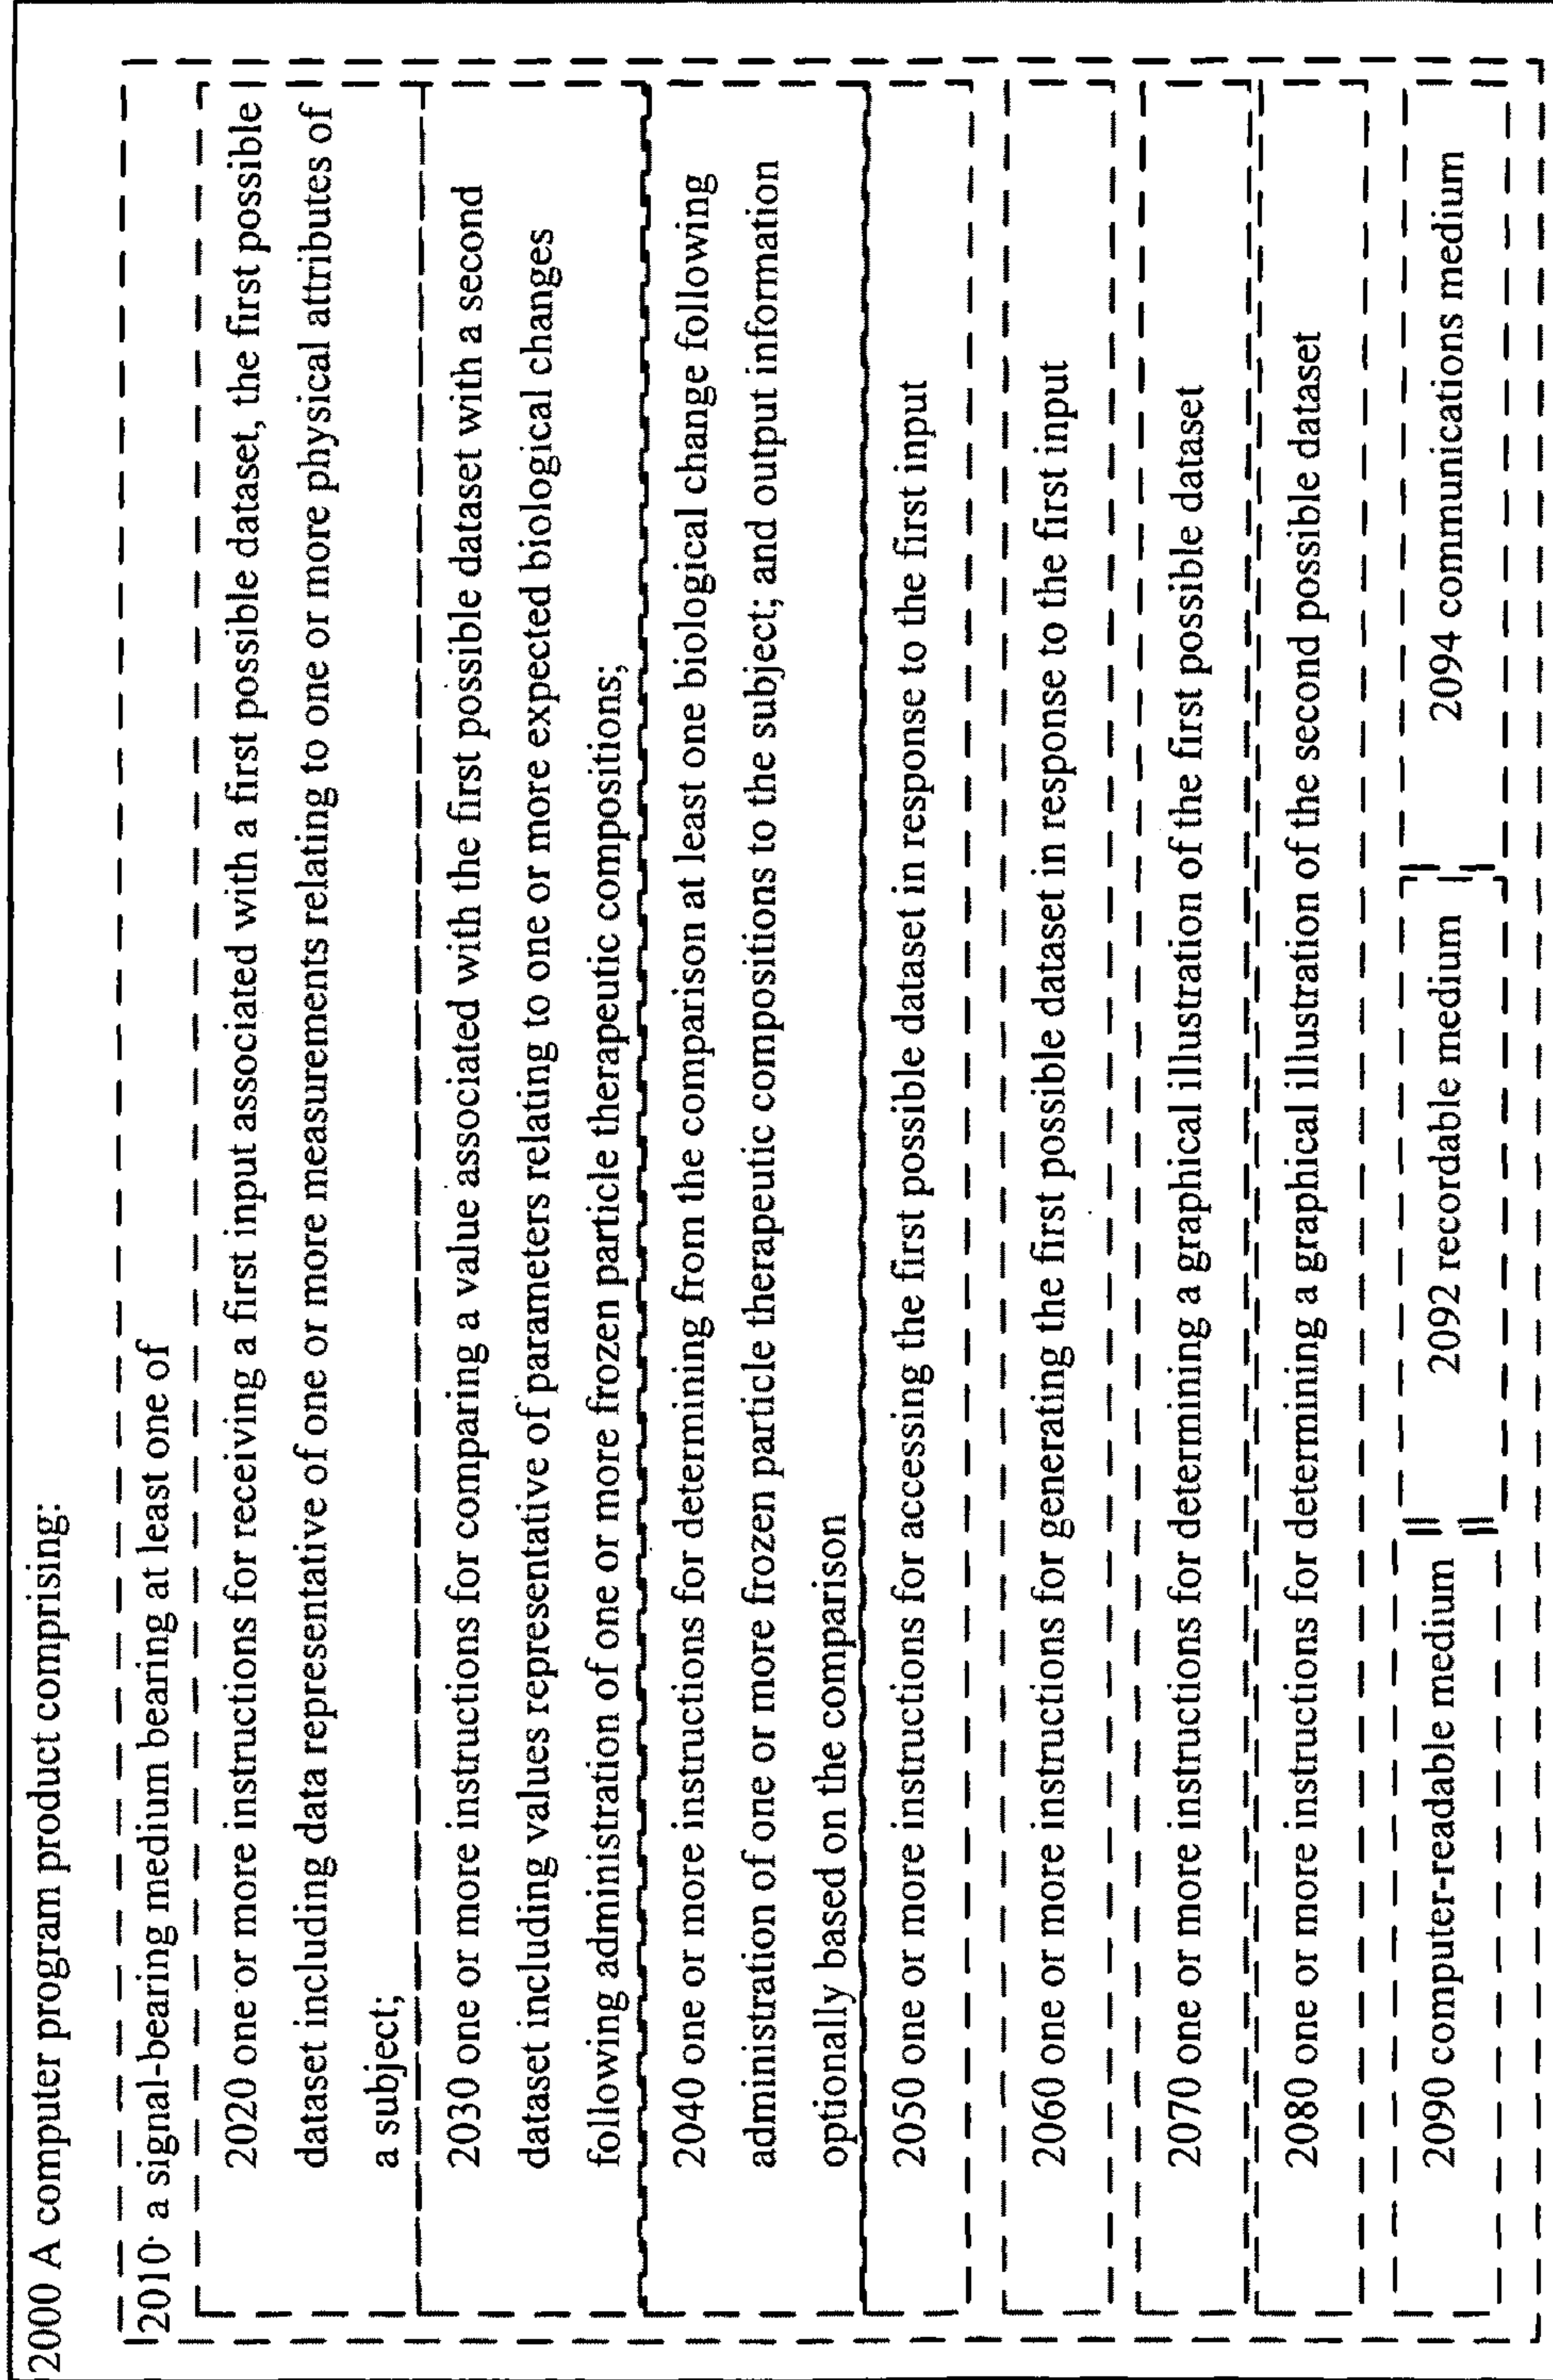 2000 A computer program product comprising:
2010 a signal-bearing medium bearing at least one of
2020 one or more instructions for receiving a first input associated with a first possible dataset, the first possible
dataset including data representative of one or more measurements relating to one or more physical attributes of
a subject;
2030 one or more instructions for comparing a value associated with the first possible dataset with a second
dataset including values representative of parameters relating to one or more expected biological changes
following administration of one or more frozen particle therapeutic compositions;
2040 one or more instructions for determining from the comparison at least one biological change following
administration of one or more frozen particle therapeutic compositions to the subject; and output information
optionally based on the comparison
2050 one or more instructions for accessing the first possible dataset in response to the first input
2060 one or more instructions for generating the first possible dataset in response to the first input
2070 one or more instructions for determining a graphical illustration of the first possible dataset
2080 one or more instructions for determining a graphical illustration of the second possible dataset
2090 computer-readable medium
2092 recordable medium
2094 communications medium